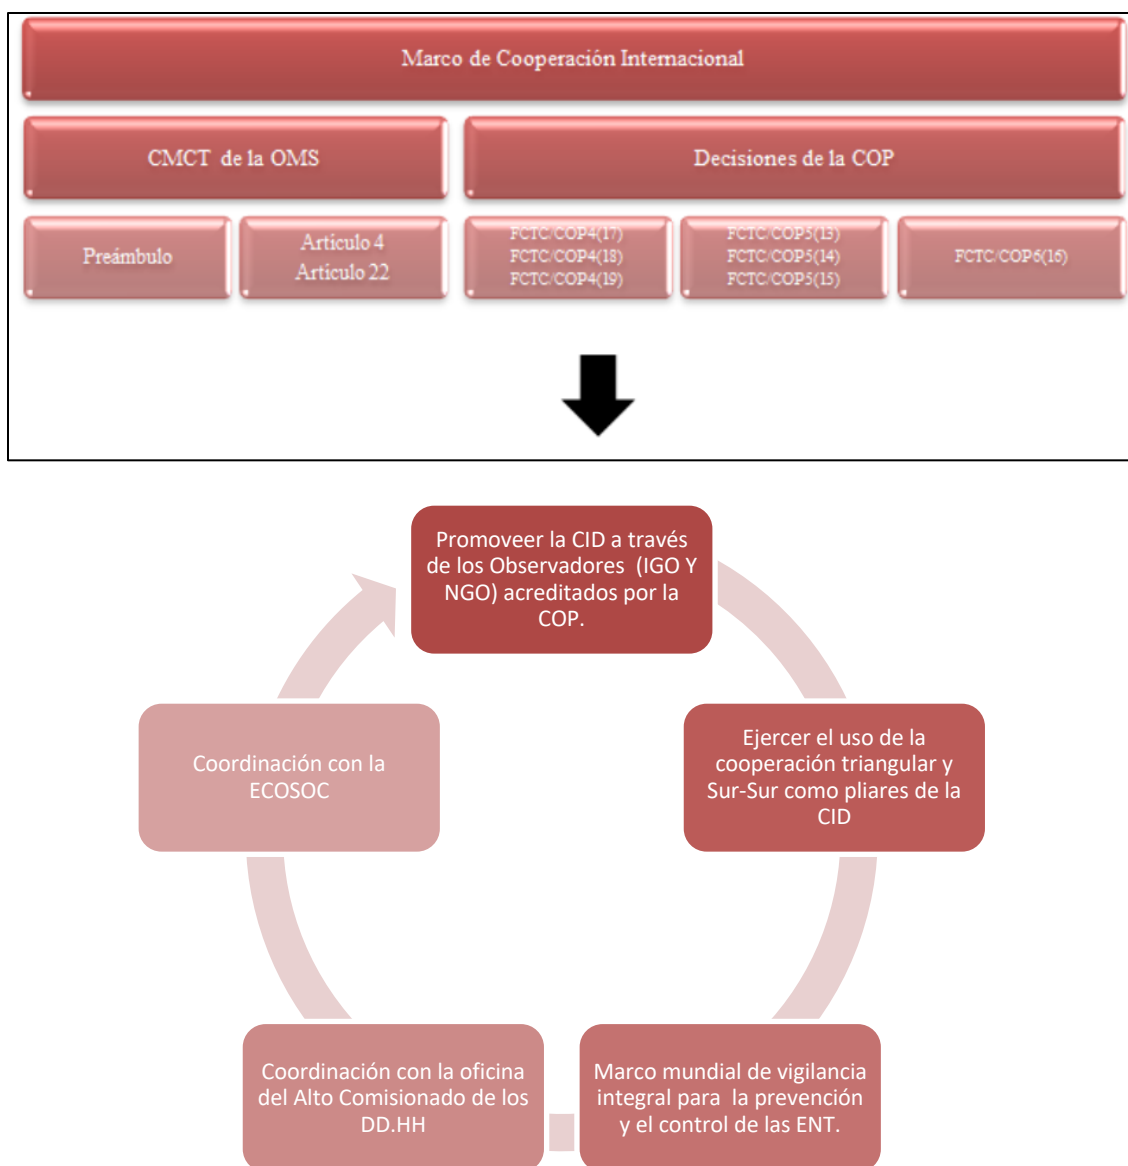 Marco de Cooperación Internacional
CMCT de la OMS
Decisiones de la COP
Preámbulo
Artículo 4
Artículo 22
FCTC/COP4(17)
FCTC/COP4(18)
FCTC/COP4(19)
FCTC/COP5(13)
FCTC/COP5(14)
FCTC/COP5(15)
FCTC/COP6(16)
Promoveer la CID a través
de los Observadores (IGO Y
NGO) acreditados por la
COP.
Ejercer el uso de la
cooperación triangular y
Sur-Sur como pliares de la
CID
Marco mundial de vigilancia
integral para la prevención
y el control de las ENT.
Coordinación con la oficina
del Alto Comisionado de los
DD.HH
Coordinación con la
ECOSOC